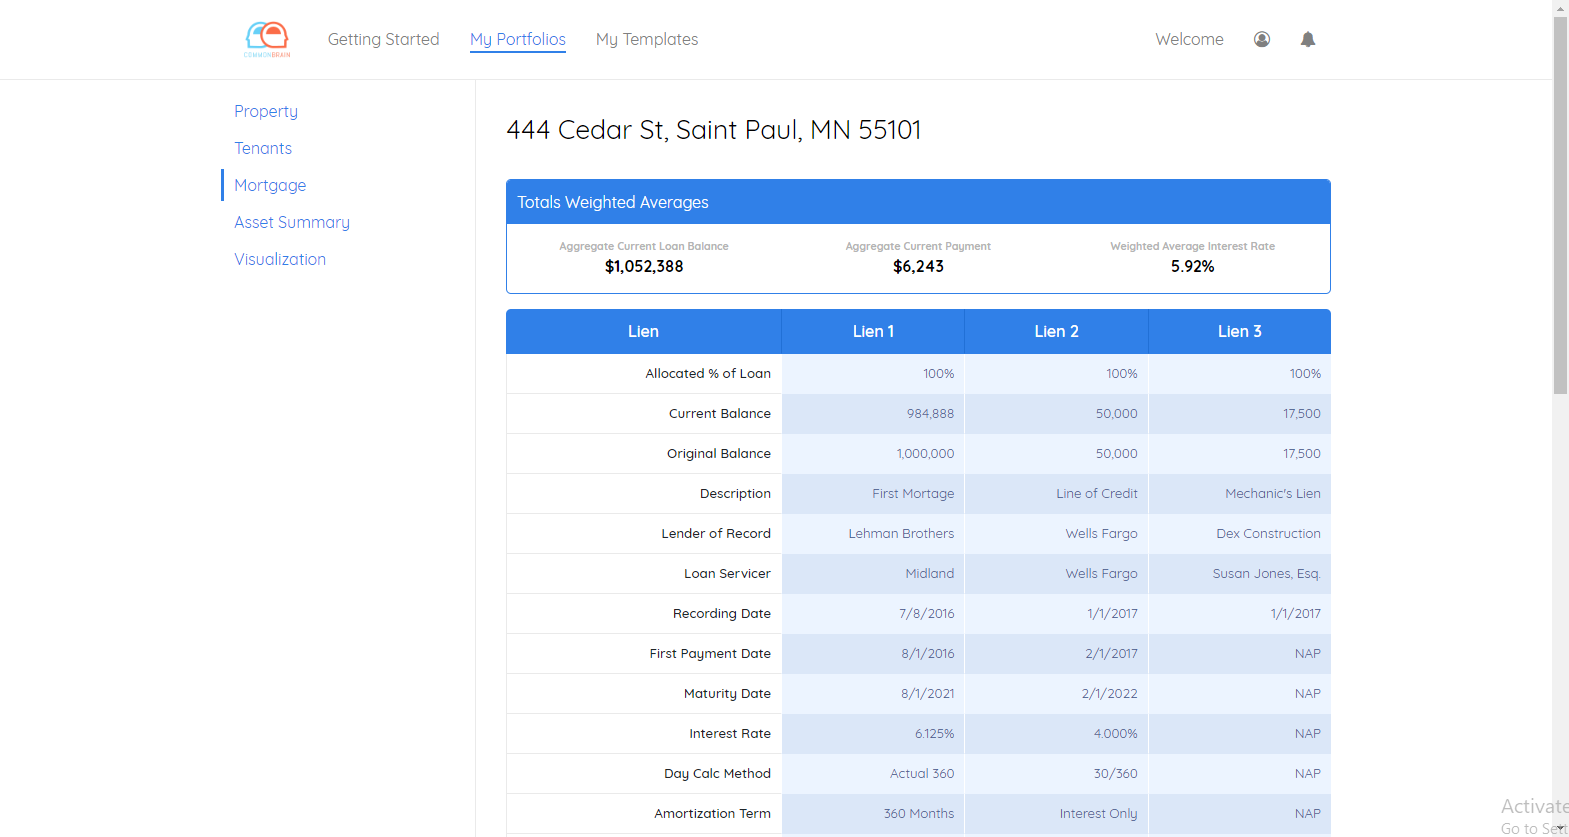 COMMONBRAIN
Getting Started
My Portfolios
My Templates
Welcome
Property
Tenants
Mortgage
Asset Summary
Visualization
444 Cedar St, Saint Paul, MN 55101
Totals Weighted Averages
Aggregate Current Loan Balance
$1,052,388
Aggregate Current Payment
$6,243
Weighted Average Interest Rate
5.92%
Lien Lien 1 Lien 2 Lien 3
Allocated % of Loan 100% 100% 100%
Current Balance 984,888 50,000 17,500
Original Balance 1,000,000 50,000 17,500
Description First Mortage Line of Credit Mechanic's Lien
Lender of Record Lehman Brothers Wells Fargo Dex Construction
Loan Servicer Midland Wells Fargo Susan Jones, Esq.
Recording Date 7/8/2016 1/1/2017 1/1/2017
First Payment Date 8/1/2016 2/1/2017 NAP
Maturity Date 8/1/2021 2/1/2022 NAP
Interest Rate 6.125% 4.000% NAP
Day Calc Method Actual 360 30/360 NAP
Amortization Term 360 Months Interest Only NAP
Activate
Go to Sett